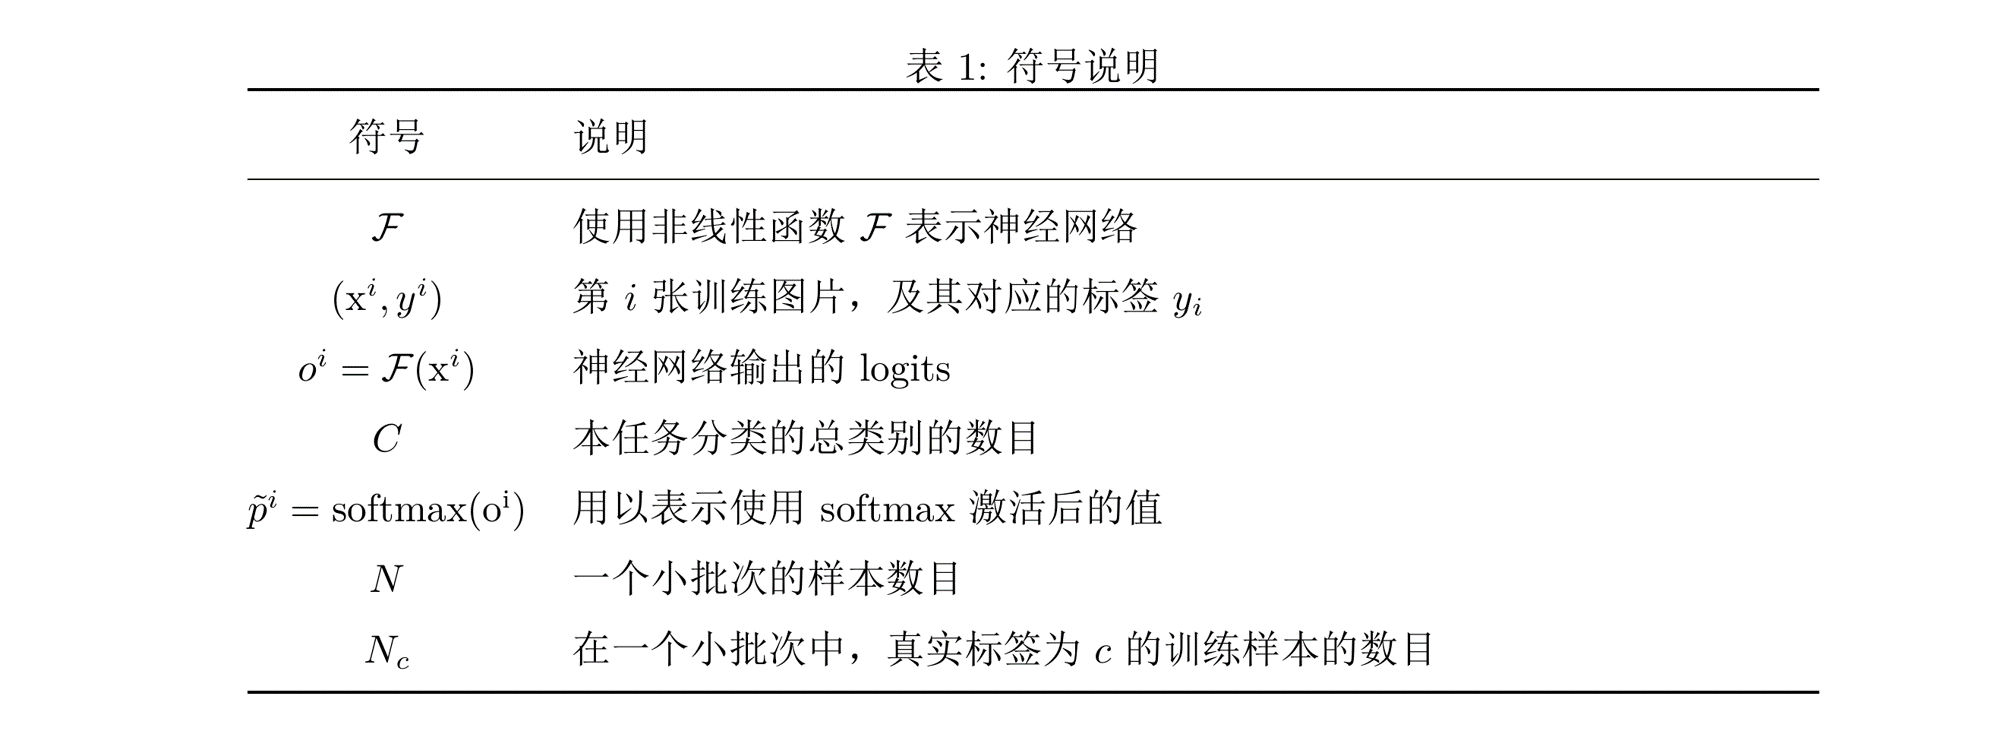 表 1: 符号说明
符号 说明
$\mathcal{F}$ 使用非线性函数 $\mathcal{F}$ 表示神经网络
$(\mathrm{x}^i, y^i)$ 第 $i$ 张训练图片，及其对应的标签 $y_i$
$o^i = \mathcal{F}(\mathrm{x}^i)$ 神经网络输出的 logits
$C$ 本任务分类的总类别的数目
$\tilde{p}^i = \mathrm{softmax}(\mathrm{o}^\mathrm{i})$ 用以表示使用 softmax 激活后的值
$N$ 一个小批次的样本数目
$N_c$ 在一个小批次中，真实标签为 $c$ 的训练样本的数目